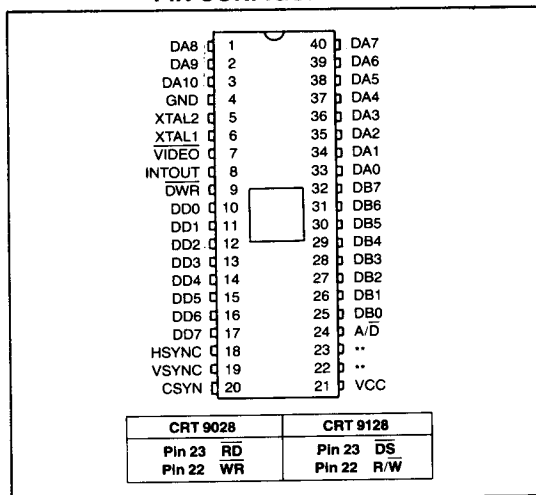 DA8 1 40 DA7
DA9 2 39 DA6
DA10 3 38 DA5
GND 4 37 DA4
XTAL2 5 36 DA3
XTAL1 6 35 DA2
VIDEO 7 34 DA1
INTOUT 8 33 DA0
DWR 9 32 DB7
DD0 10 31 DB6
DD1 11 30 DB5
DD2 12 29 DB4
DD3 13 28 DB3
DD4 14 27 DB2
DD5 15 26 DB1
DD6 16 25 DB0
DD7 17 24 A/D̅
HSYNC 18 23 **
VSYNC 19 22 **
CSYN 20 21 VCC
CRT 9028 CRT 9128
Pin 23 R̅D̅ Pin 23 D̅S̅
Pin 22 W̅R̅ Pin 22 R/W̅